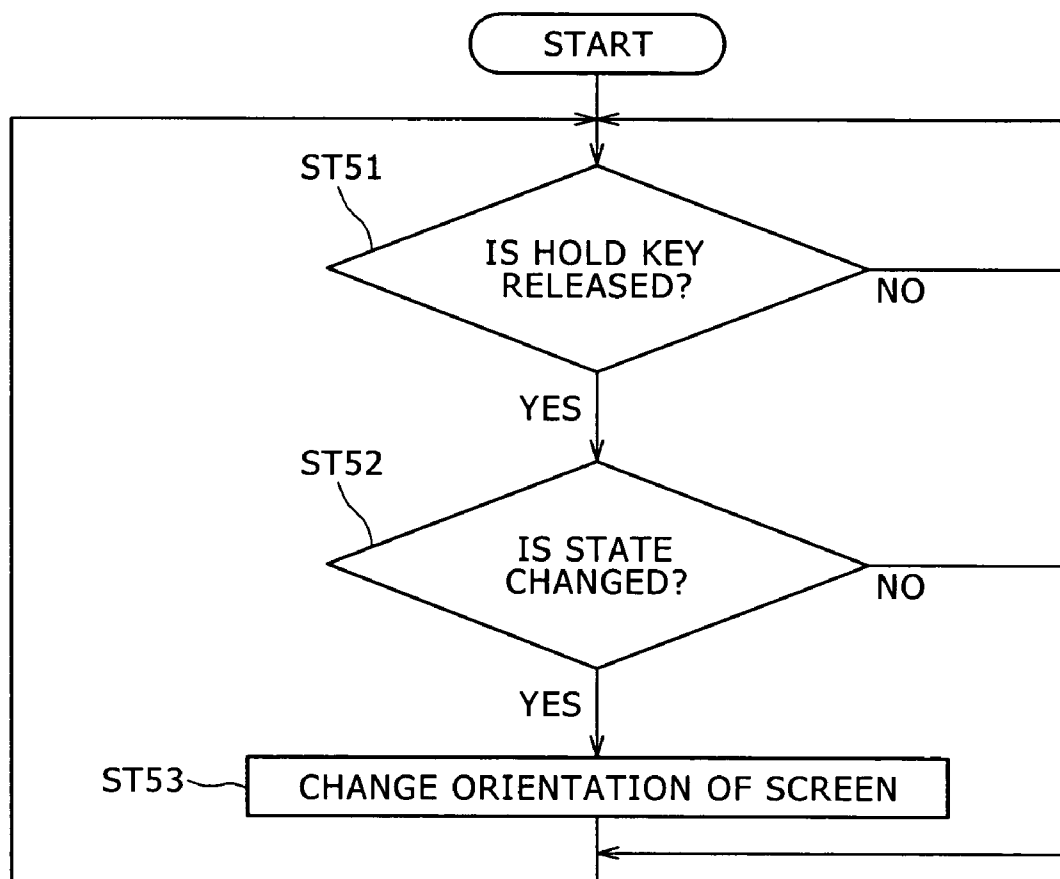 START
ST51
IS HOLD KEY
RELEASED?
NO
YES
ST52
IS STATE
CHANGED?
NO
YES
ST53
CHANGE ORIENTATION OF SCREEN